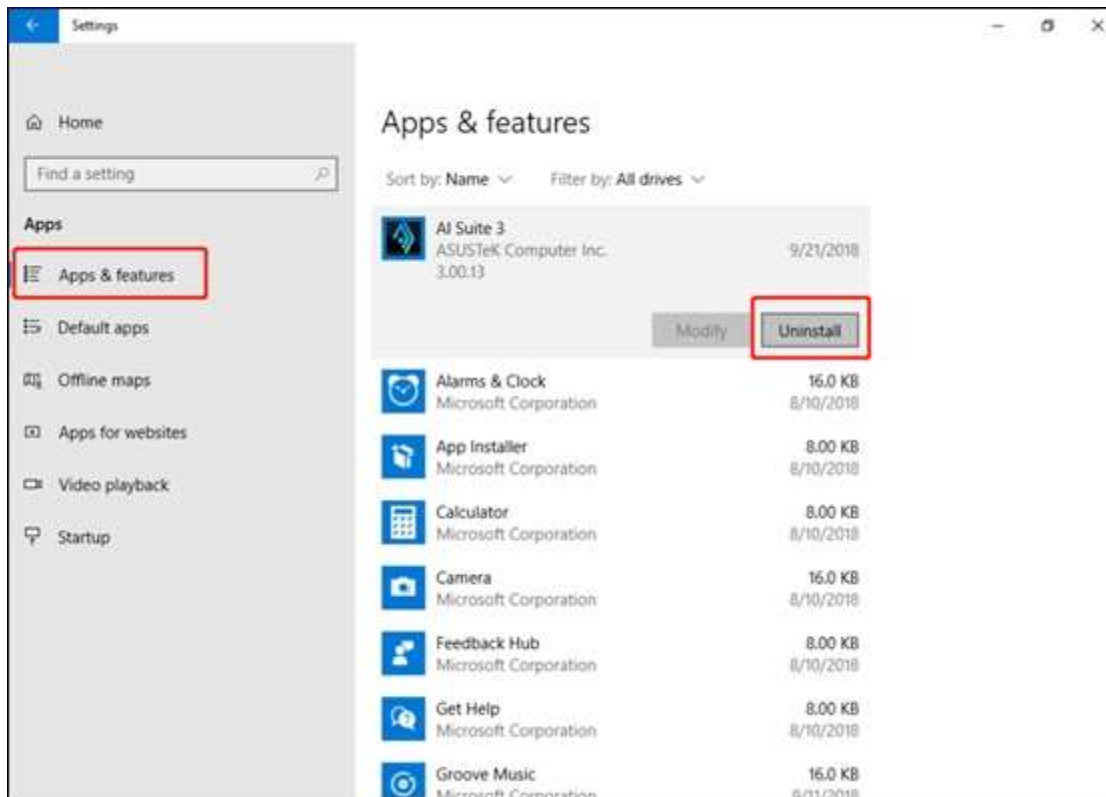 Settings
Home
Find a setting
Apps
Apps & features
Default apps
Offline maps
Apps for websites
Video playback
Startup
Apps & features
Sort by: Name Filter by: All drives
AI Suite 3
ASUSTeK Computer Inc. 9/21/2018
3.00.13
Modify Uninstall
Alarms & Clock 16.0 KB
Microsoft Corporation 8/10/2018
App Installer 8.00 KB
Microsoft Corporation 8/10/2018
Calculator 8.00 KB
Microsoft Corporation 8/10/2018
Camera 16.0 KB
Microsoft Corporation 8/10/2018
Feedback Hub 8.00 KB
Microsoft Corporation 8/10/2018
Get Help 8.00 KB
Microsoft Corporation 8/10/2018
Groove Music 16.0 KB
Microsoft Corporation